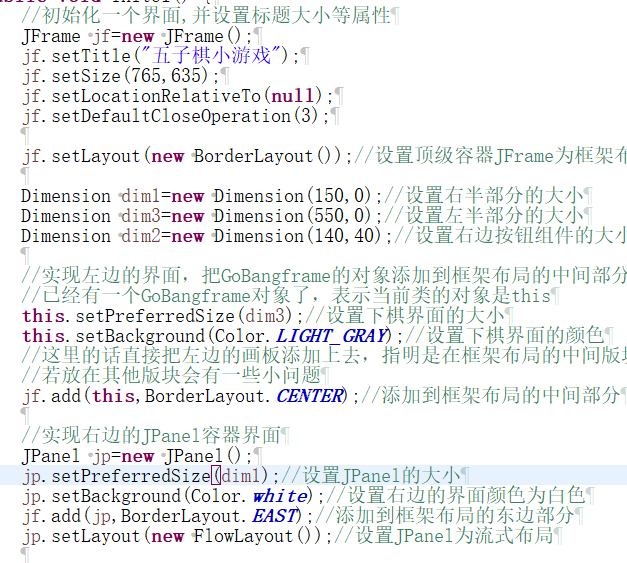 //初始化一个界面,并设置标题大小等属性
JFrame jf=new JFrame();
jf.setTitle("五子棋小游戏");
jf.setSize(765,635);
jf.setLocationRelativeTo(null);
jf.setDefaultCloseOperation(3);
jf.setLayout(new BorderLayout());//设置顶级容器JFrame为框架布
Dimension dim1=new Dimension(150,0);//设置右半部分的大小
Dimension dim3=new Dimension(550,0);//设置左半部分的大小
Dimension dim2=new Dimension(140,40);//设置右边按钮组件的大小
//实现左边的界面，把GoBangframe的对象添加到框架布局的中间部分
//已经有一个GoBangframe对象了，表示当前类的对象是this
this.setPreferredSize(dim3);//设置下棋界面的大小
this.setBackground(Color.LIGHT_GRAY);//设置下棋界面的颜色
//这里的话直接把左边的画板添加上去，指明是在框架布局的中间版块
//若放在其他版块会有一些小问题
jf.add(this,BorderLayout.CENTER);//添加到框架布局的中间部分
//实现右边的JPanel容器界面
JPanel jp=new JPanel();
jp.setPreferredSize(dim1);//设置JPanel的大小
jp.setBackground(Color.white);//设置右边的界面颜色为白色
jf.add(jp,BorderLayout.EAST);//添加到框架布局的东边部分
jp.setLayout(new FlowLayout());//设置JPanel为流式布局